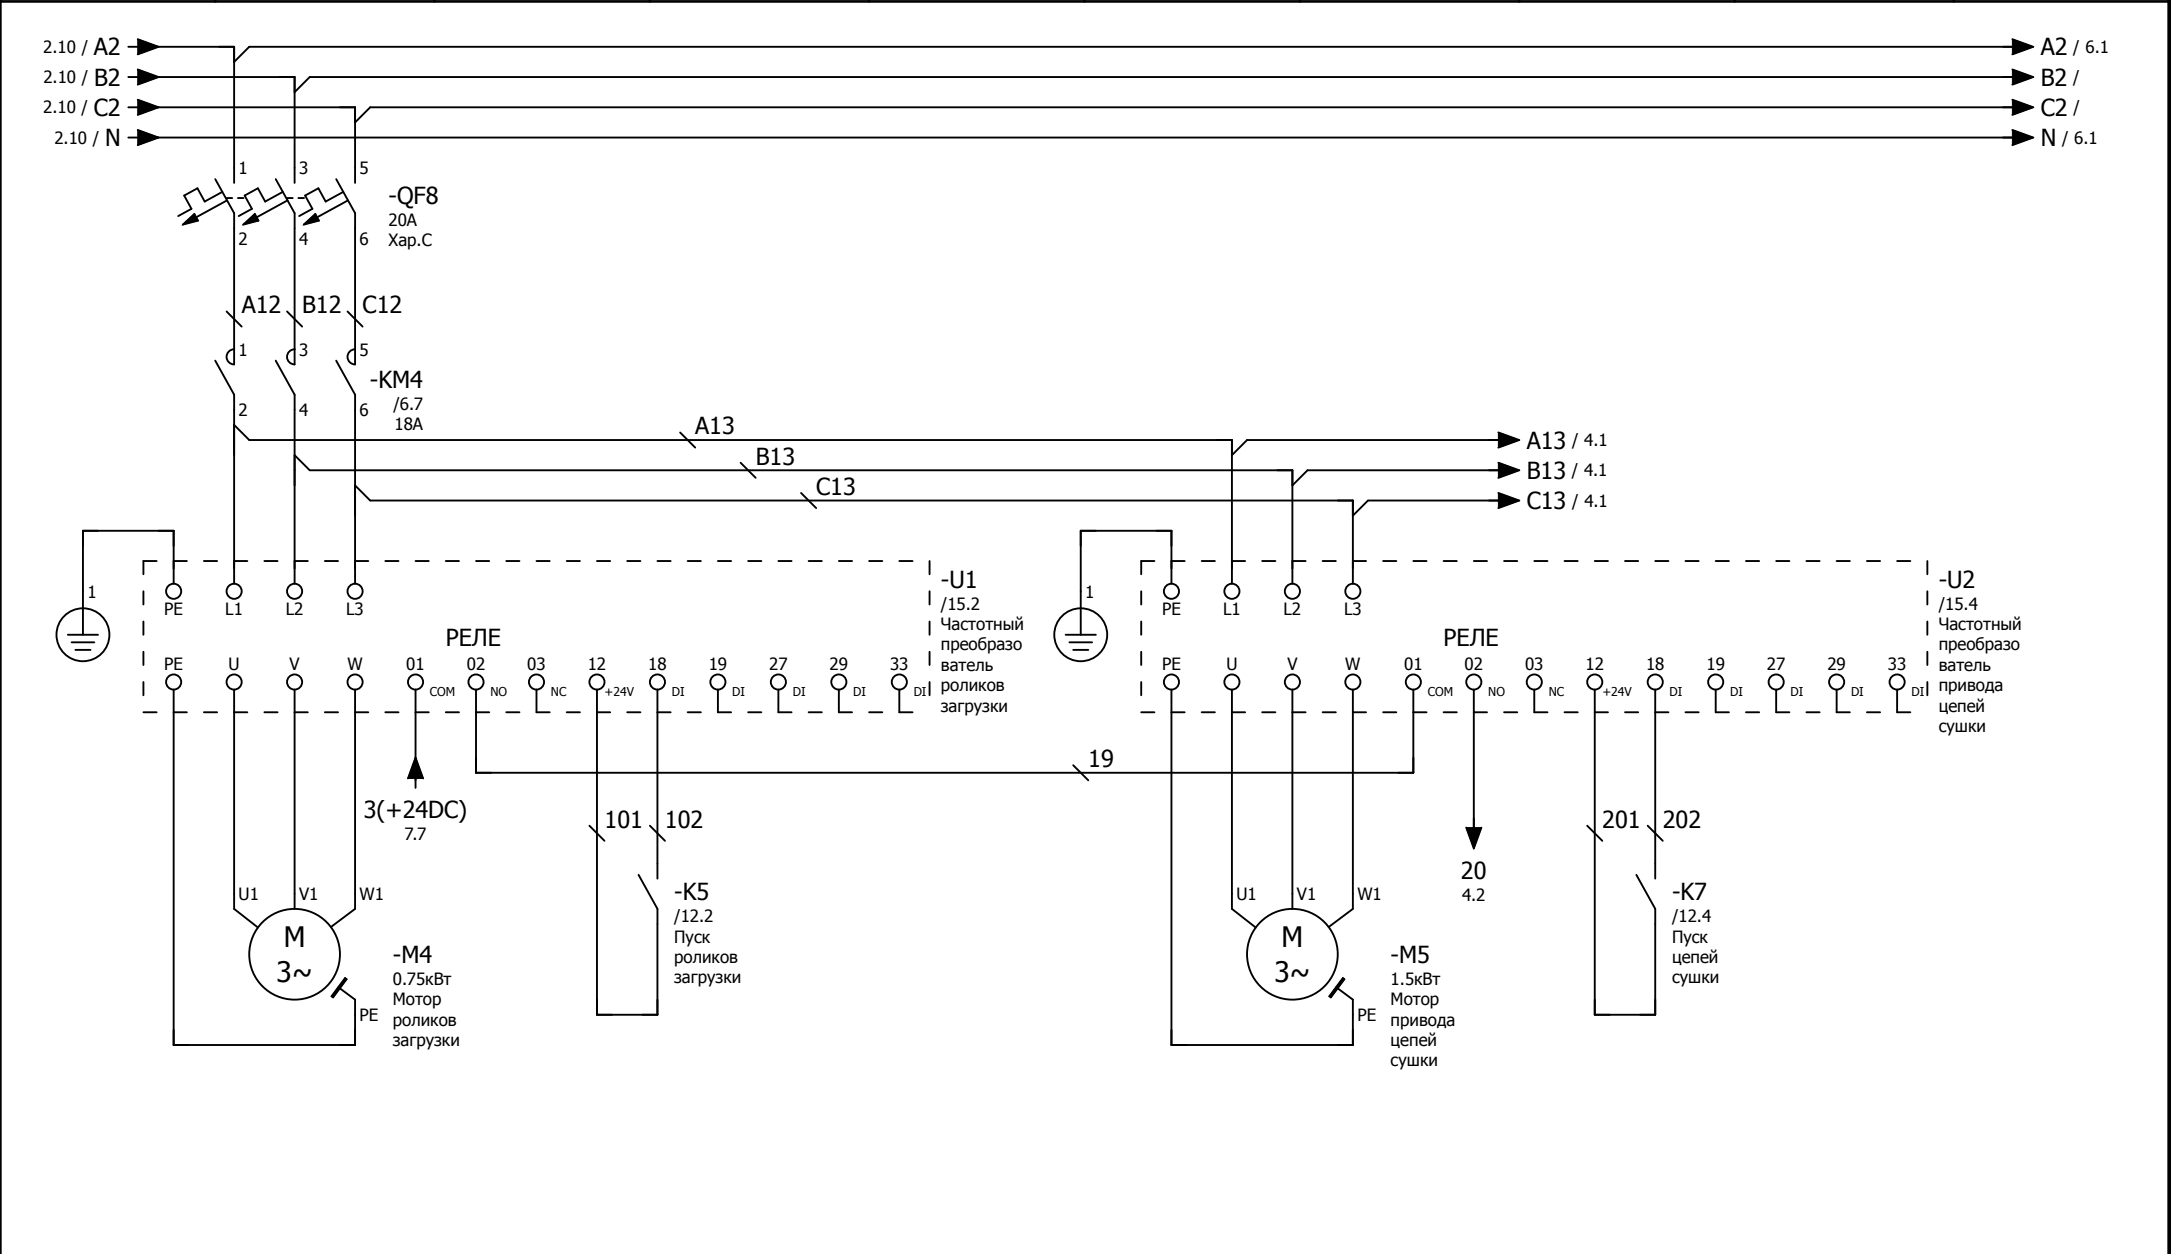 2.10 / A2
A2 / 6.1
2.10 / B2
B2 /
2.10 / C2
C2 /
2.10 / N
N / 6.1
1 3 5
-QF8
20A
Хар.C
2 4 6
A12 B12 C12
1 3 5
-KM4
/6.7
18A
2 4 6
A13
A13 / 4.1
B13
B13 / 4.1
C13
C13 / 4.1
1
PE L1 L2 L3
РЕЛЕ
PE U V W 01 02 03 12 18 19 27 29 33
COM NO NC +24V DI DI DI DI DI
-U1
/15.2
Частотный
преобразо
ватель
роликов
загрузки
1
PE L1 L2 L3
РЕЛЕ
PE U V W 01 02 03 12 18 19 27 29 33
COM NO NC +24V DI DI DI DI DI
-U2
/15.4
Частотный
преобразо
ватель
привода
цепей
сушки
19
3(+24DC)
7.7
101 102
20
4.2
201 202
U1 V1 W1
M
3~
PE
-M4
0.75кВт
Мотор
роликов
загрузки
-K5
/12.2
Пуск
роликов
загрузки
U1 V1 W1
M
3~
PE
-M5
1.5кВт
Мотор
привода
цепей
сушки
-K7
/12.4
Пуск
цепей
сушки